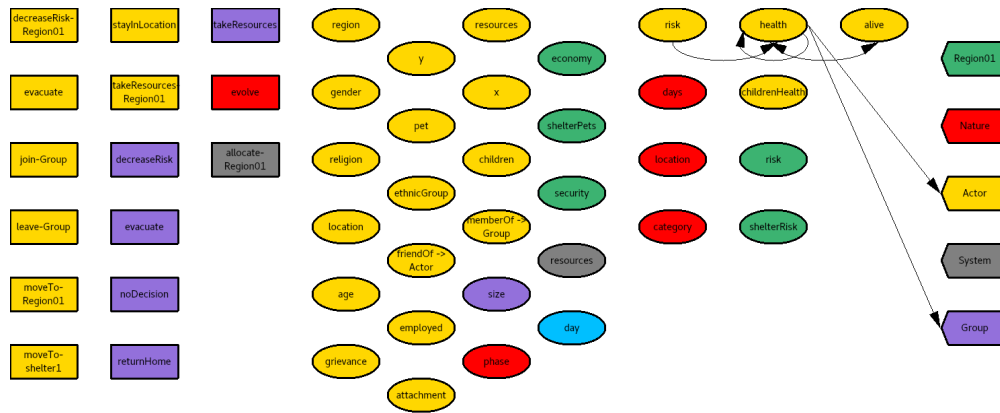 decreaseRisk-
Region01
stayInLocation
takeResources
evacuate
takeResources-
Region01
evolve
join-Group
decreaseRisk
allocate-
Region01
leave-Group
evacuate
moveTo-
Region01
noDecision
moveTo-
shelter1
returnHome
region
resources
y
economy
gender
x
pet
shelterPets
religion
children
ethnicGroup
security
location
memberOf ->
Group
friendOf ->
Actor
resources
age
size
employed
day
grievance
phase
attachment
risk
health
alive
days
childrenHealth
location
risk
category
shelterRisk
Region01
Nature
Actor
System
Group